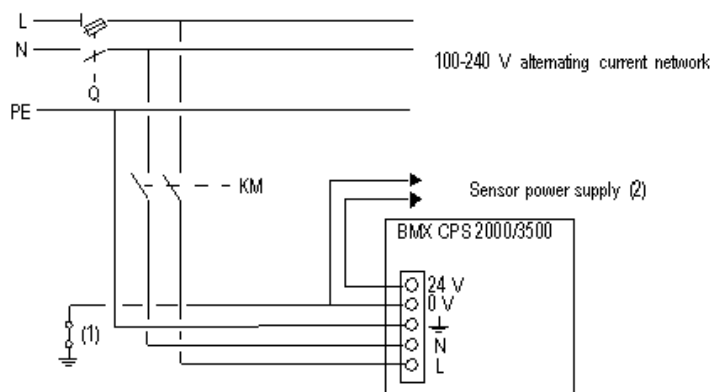 L
N
100-240 V alternating current network
Q
PE
KM
Sensor power supply (2)
BMX CPS 2000/3500
24 V
0 V
(1)
N
L